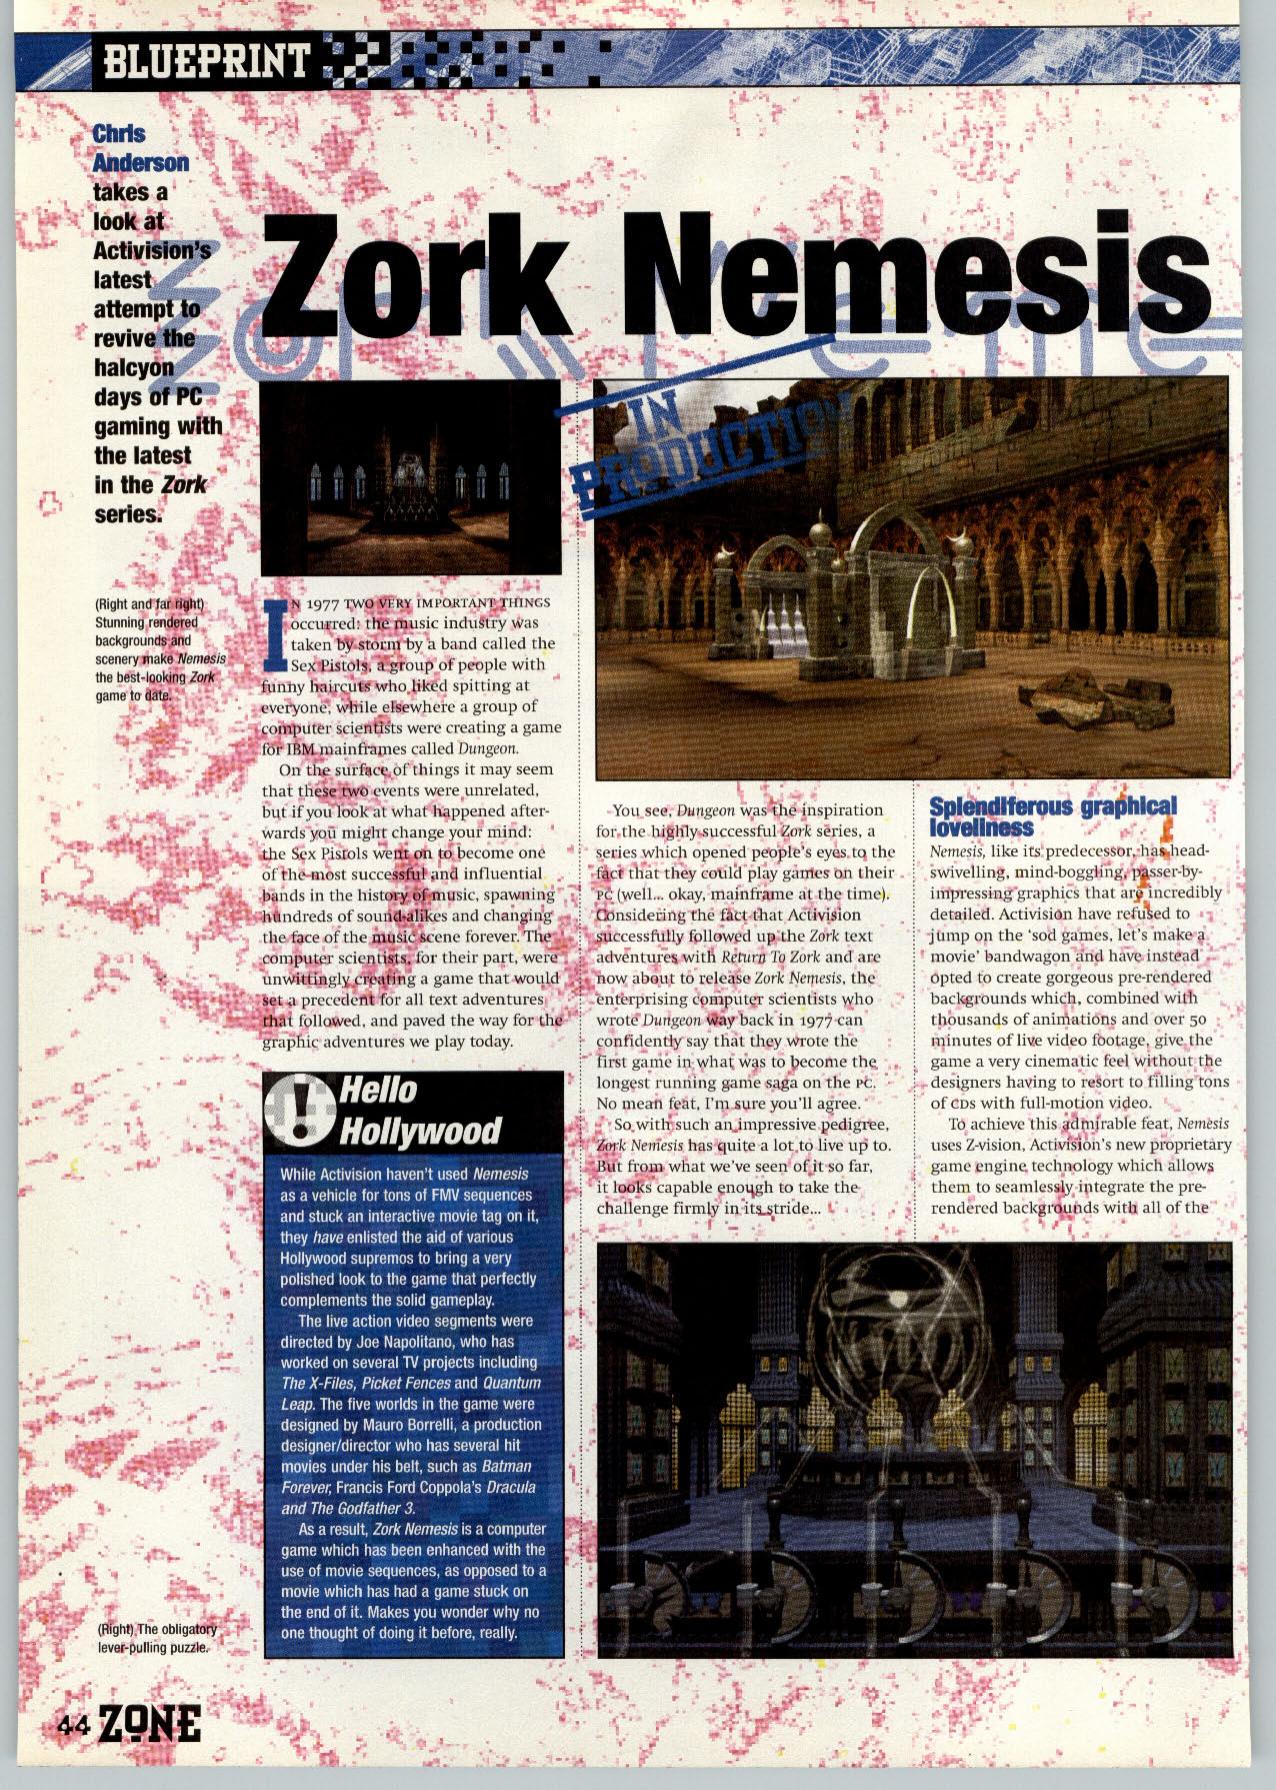 BLUEPRINT
Chris
Anderson
takes a
look at
Activision's
latest
attempt to
revive the
halcyon
days of PC
gaming with
the latest
in the Zork
series.
Zork Nemesis
IN
PRODUCTION
(Right and far right)
Stunning rendered
backgrounds and
scenery make Nemesis
the best-looking Zork
game to date.
IN 1977 TWO VERY IMPORTANT THINGS
occurred: the music industry was
taken by storm by a band called the
Sex Pistols, a group of people with
funny haircuts who liked spitting at
everyone, while elsewhere a group of
computer scientists were creating a game
for IBM mainframes called Dungeon.
On the surface of things it may seem
that these two events were unrelated,
but if you look at what happened after-
wards you might change your mind:
the Sex Pistols went on to become one
of the most successful and influential
bands in the history of music, spawning
hundreds of sound-alikes and changing
the face of the music scene forever. The
computer scientists, for their part, were
unwittingly creating a game that would
set a precedent for all text adventures
that followed, and paved the way for the
graphic adventures we play today.
Hello
Hollywood
While Activision haven't used Nemesis
as a vehicle for tons of FMV sequences
and stuck an interactive movie tag on it,
they have enlisted the aid of various
Hollywood supremos to bring a very
polished look to the game that perfectly
complements the solid gameplay.
The live action video segments were
directed by Joe Napolitano, who has
worked on several TV projects including
The X-Files, Picket Fences and Quantum
Leap. The five worlds in the game were
designed by Mauro Borrelli, a production
designer/director who has several hit
movies under his belt, such as Batman
Forever, Francis Ford Coppola's Dracula
and The Godfather 3.
As a result, Zork Nemesis is a computer
game which has been enhanced with the
use of movie sequences, as opposed to a
movie which has had a game stuck on
the end of it. Makes you wonder why no
one thought of doing it before, really.
You see, Dungeon was the inspiration
for the highly successful Zork series, a
series which opened people's eyes to the
fact that they could play games on their
PC (well... okay, mainframe at the time).
Considering the fact that Activision
successfully followed up the Zork text
adventures with Return To Zork and are
now about to release Zork Nemesis, the
enterprising computer scientists who
wrote Dungeon way back in 1977 can
confidently say that they wrote the
first game in what was to become the
longest running game saga on the PC.
No mean feat, I'm sure you'll agree.
So with such an impressive pedigree,
Zork Nemesis has quite a lot to live up to.
But from what we've seen of it so far,
it looks capable enough to take the
challenge firmly in its stride...
Splendiferous graphical
loveliness
Nemesis, like its predecessor, has head-
swivelling, mind-boggling, passer-by-
impressing graphics that are incredibly
detailed. Activision have refused to
jump on the 'sod games, let's make a
movie' bandwagon and have instead
opted to create gorgeous pre-rendered
backgrounds which, combined with
thousands of animations and over 50
minutes of live video footage, give the
game a very cinematic feel without the
designers having to resort to filling tons
of CDs with full-motion video.
To achieve this admirable feat, Nemesis
uses Z-vision, Activision's new proprietary
game engine technology which allows
them to seamlessly integrate the pre-
rendered backgrounds with all of the
(Right) The obligatory
lever-pulling puzzle.
44 ZONE